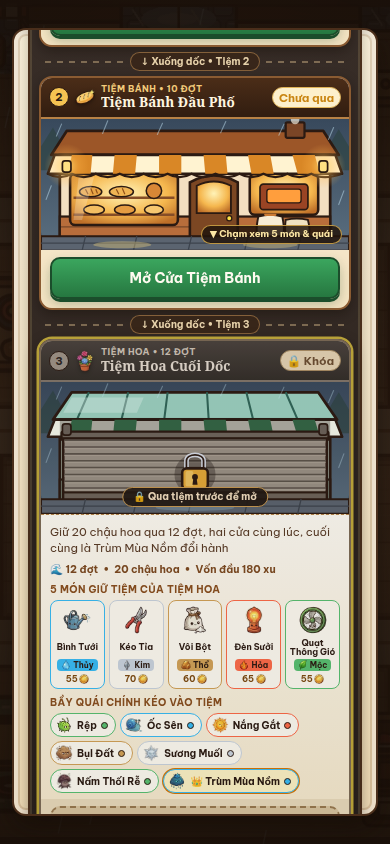 ↓ Xuống dốc • Tiệm 2
2
TIỆM BÁNH • 10 ĐỢT
Tiệm Bánh Đầu Phố
Chưa qua
▼ Chạm xem 5 món & quái
Mở Cửa Tiệm Bánh
↓ Xuống dốc • Tiệm 3
3
TIỆM HOA • 12 ĐỢT
Tiệm Hoa Cuối Dốc
🔒 Khóa
🔒 Qua tiệm trước để mở
Giữ 20 chậu hoa qua 12 đợt, hai cửa cùng lúc, cuối
cùng là Trùm Mùa Nồm đổi hành
🌊 12 đợt • 20 chậu hoa • Vốn đầu 180 xu
5 MÓN GIỮ TIỆM CỦA TIỆM HOA
Bình Tưới
Thủy
55
Kéo Tỉa
Kim
70
Vôi Bột
Thổ
60
Đèn Sưởi
Hỏa
65
Quạt
Thông Gió
Mộc
55
BẦY QUÁI CHÍNH KÉO VÀO TIỆM
Rệp
Ốc Sên
Nắng Gắt
Bụi Đất
Sương Muối
Nấm Thối Rễ
👑 Trùm Mùa Nồm